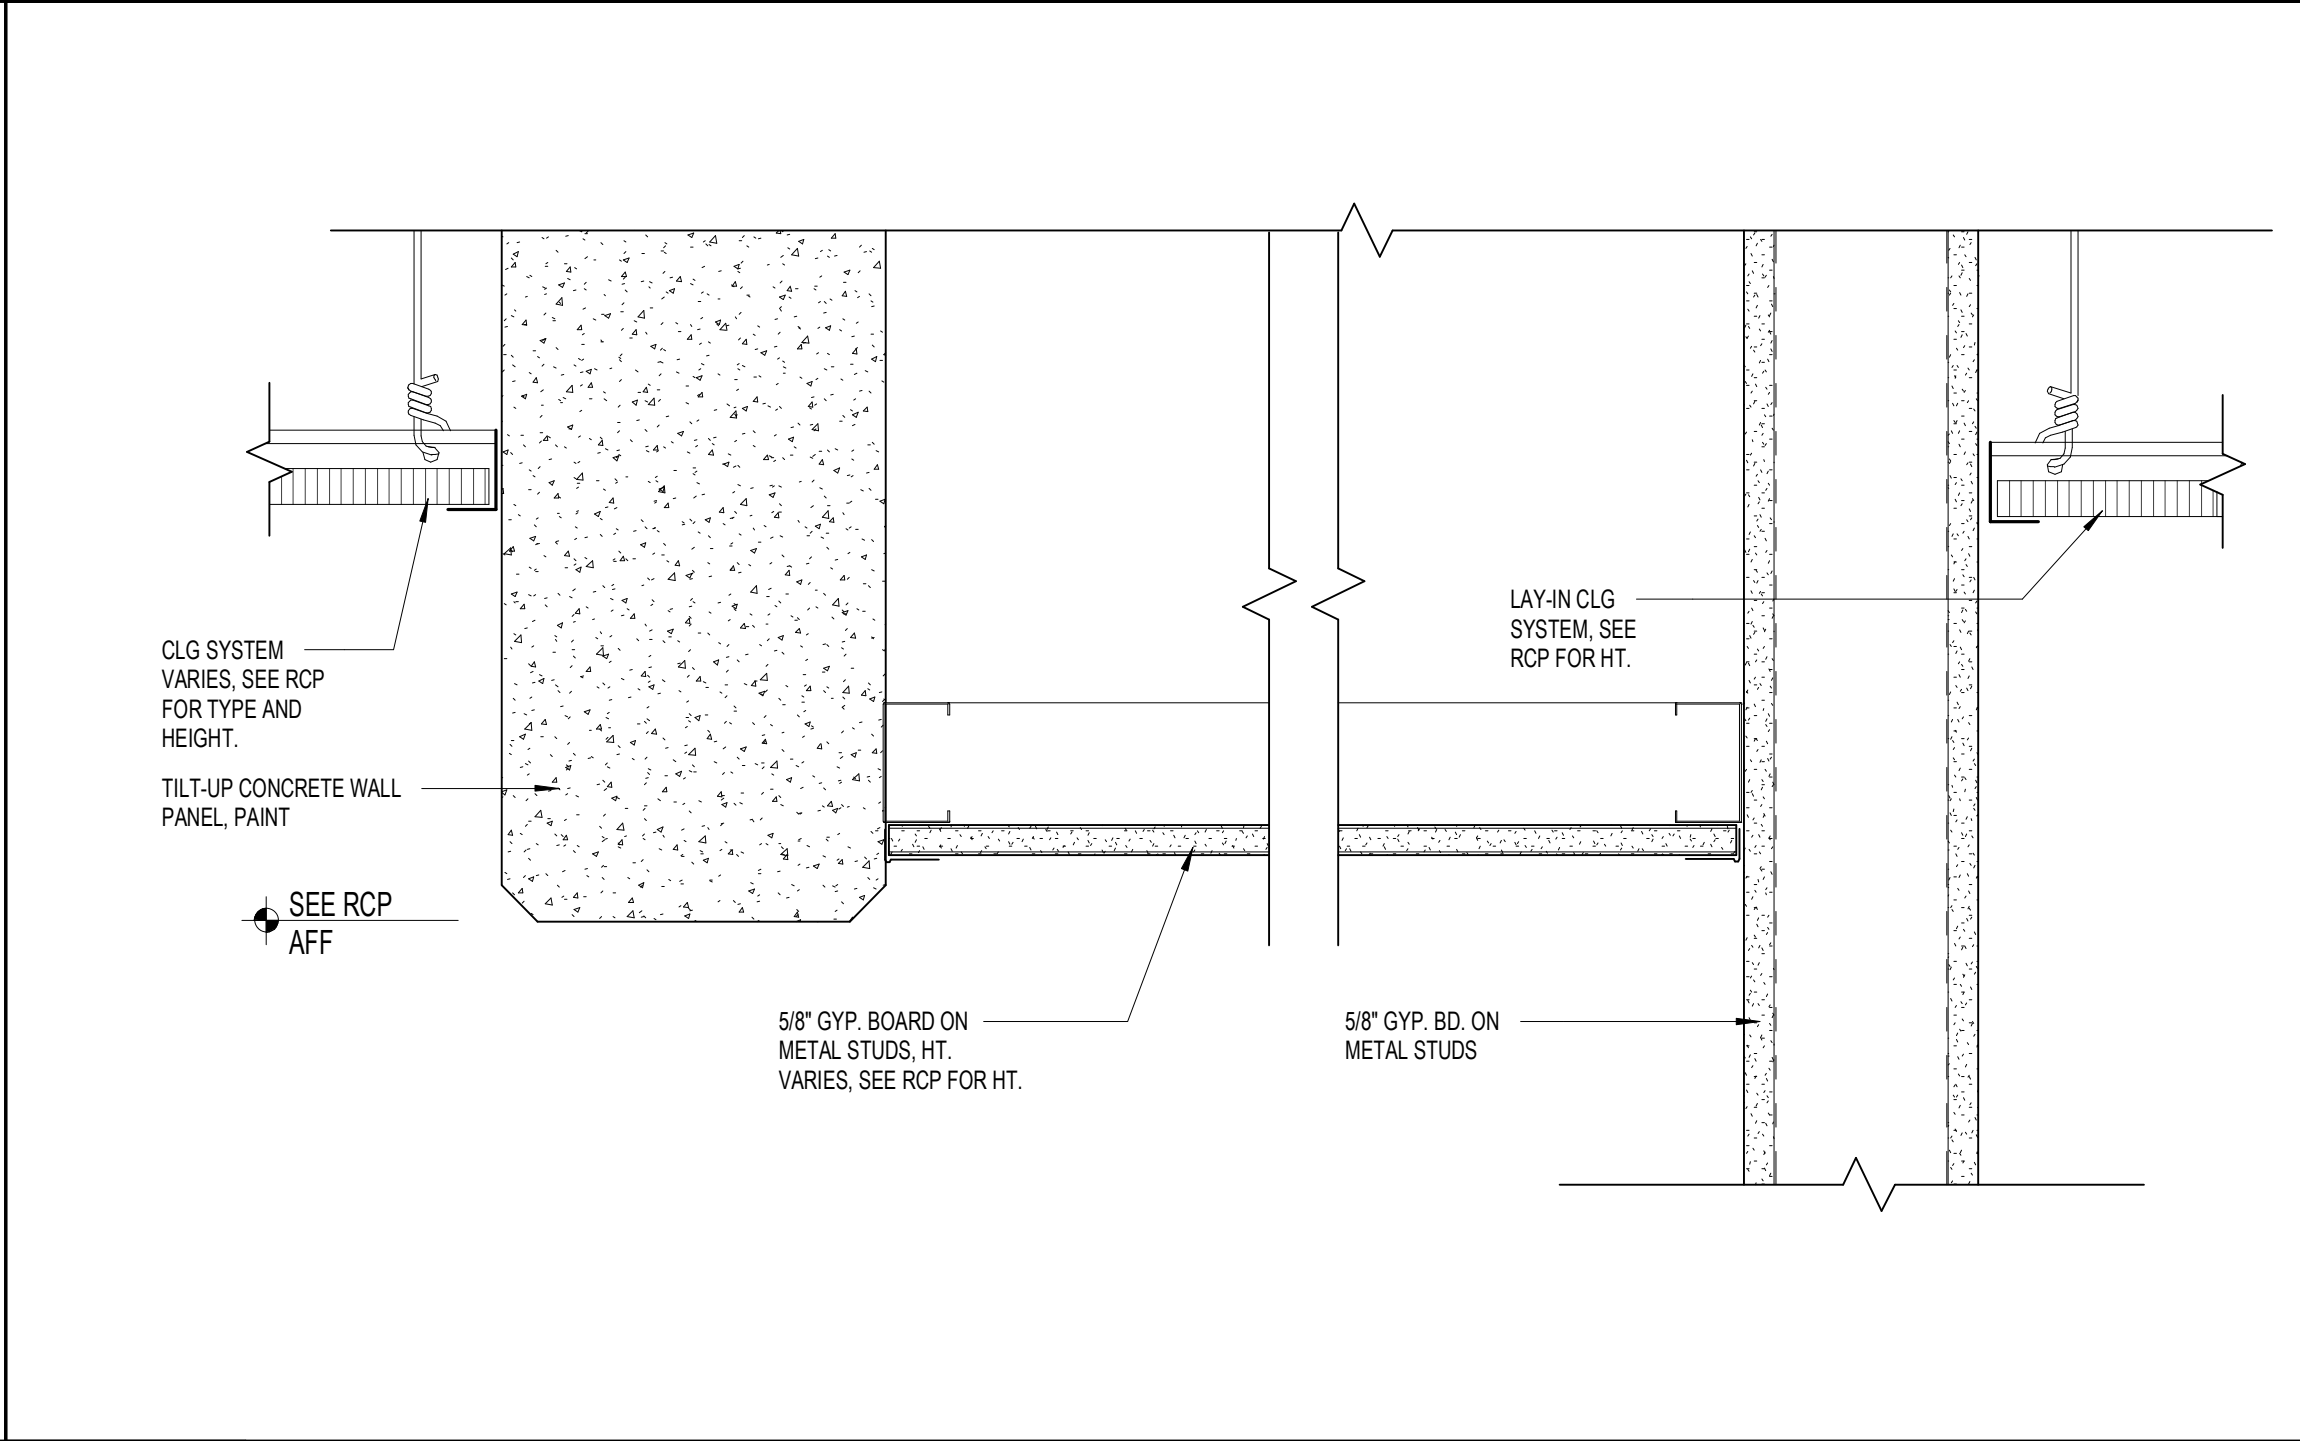 LAY-IN CLG
SYSTEM, SEE
RCP FOR HT.
CLG SYSTEM
VARIES, SEE RCP
FOR TYPE AND
HEIGHT.
TILT-UP CONCRETE WALL
PANEL, PAINT
SEE RCP
AFF
5/8" GYP. BOARD ON
METAL STUDS, HT.
VARIES, SEE RCP FOR HT.
5/8" GYP. BD. ON
METAL STUDS